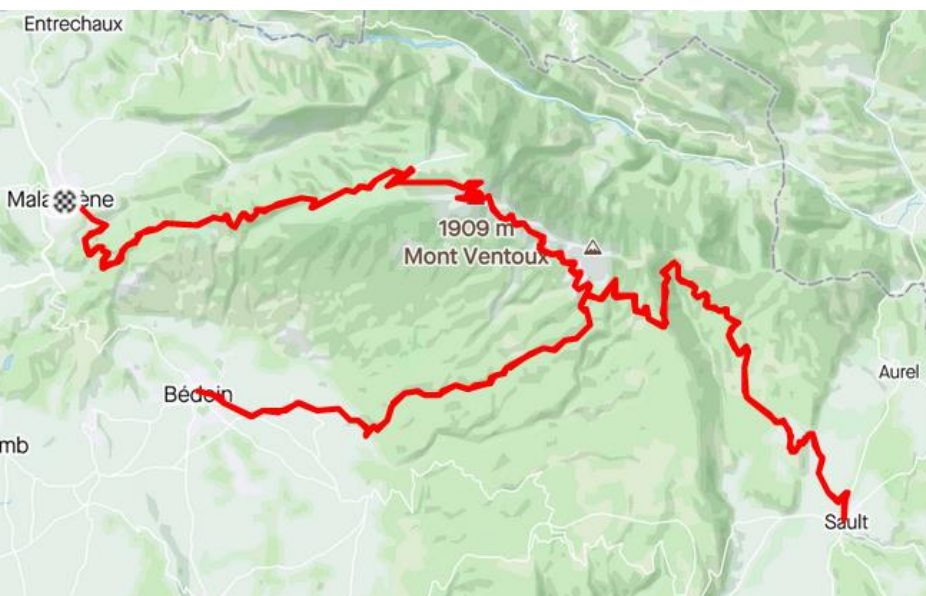 Entrechaux
Mala ène
1909 m
Mont Ventoux
Bédoin
Aurel
mb
Sault